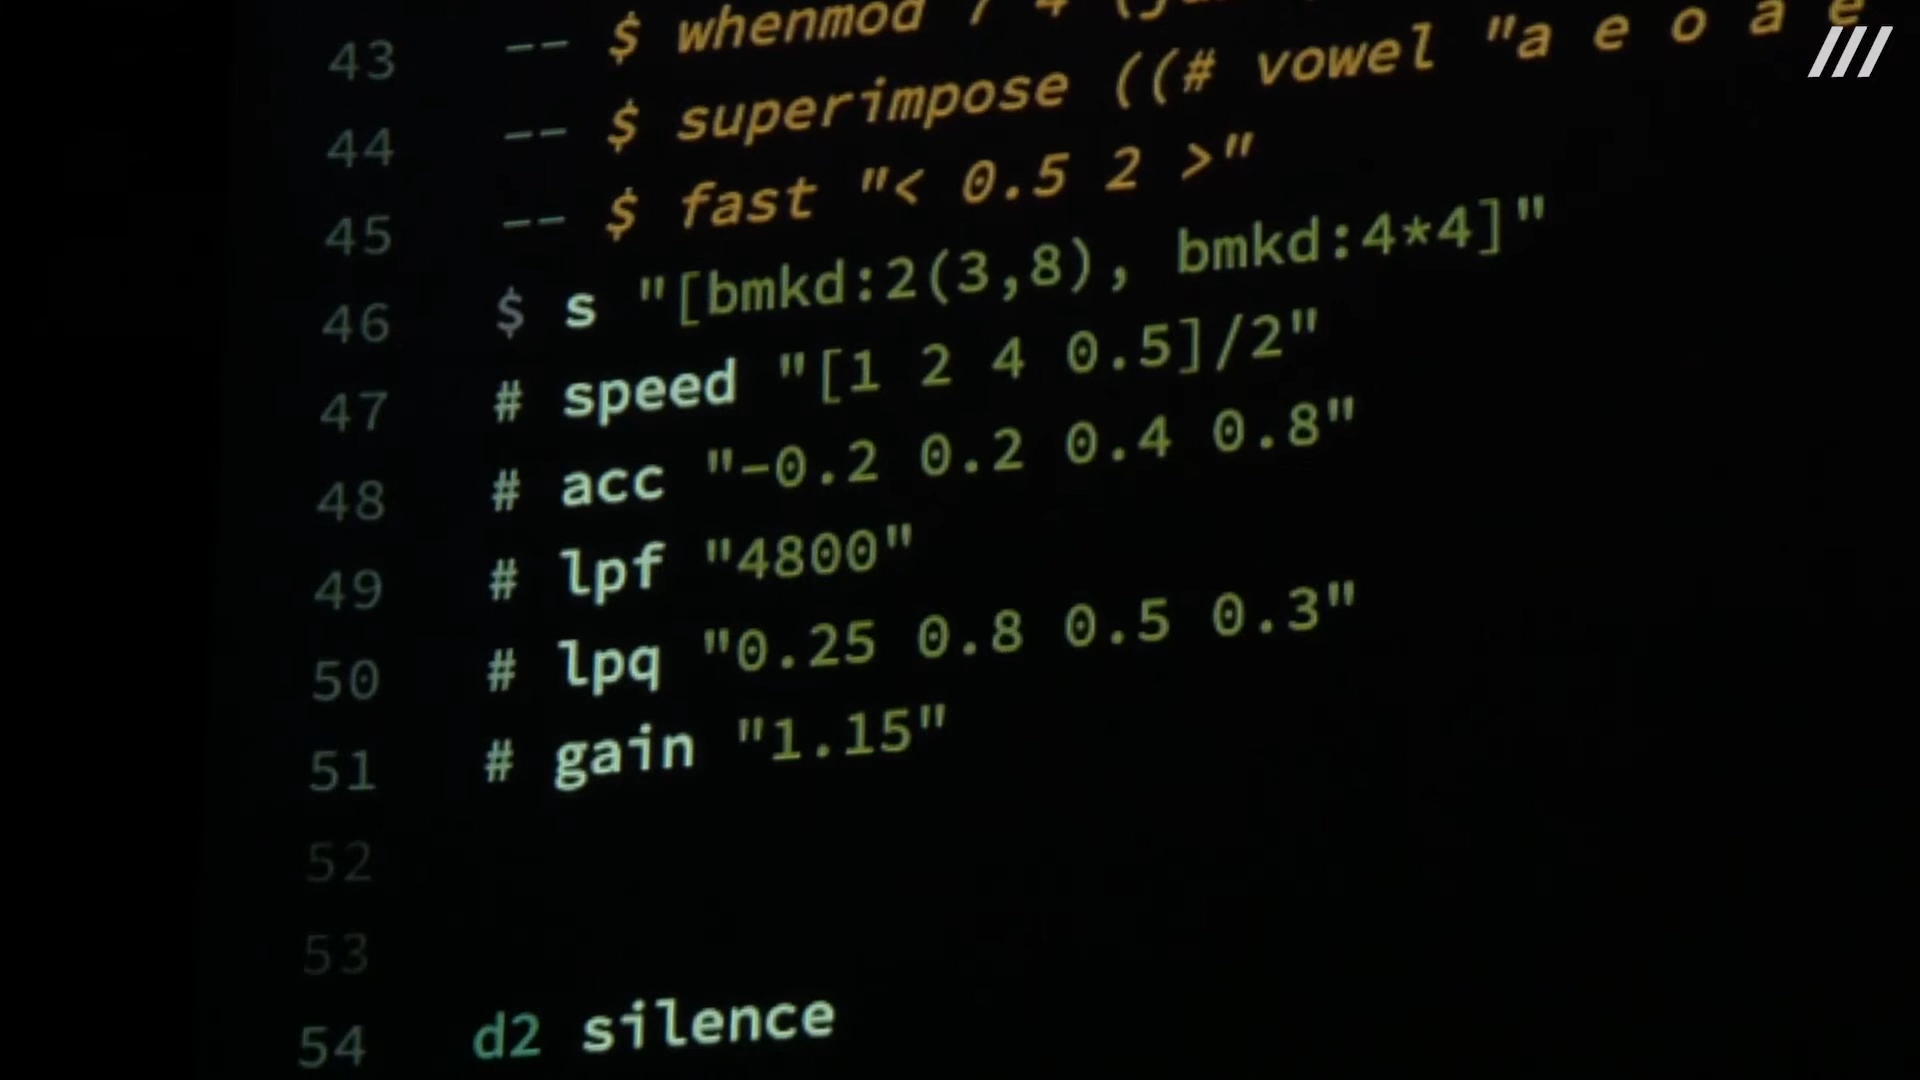 43 -- $ whenmod 7 4
44 -- $ superimpose ((# vowel "a e o a e
45 -- $ fast "< 0.5 2 >"
46 $ s "[bmkd:2(3,8), bmkd:4*4]"
47 # speed "[1 2 4 0.5]/2"
48 # acc "-0.2 0.2 0.4 0.8"
49 # lpf "4800"
50 # lpq "0.25 0.8 0.5 0.3"
51 # gain "1.15"
52
53
54 d2 silence